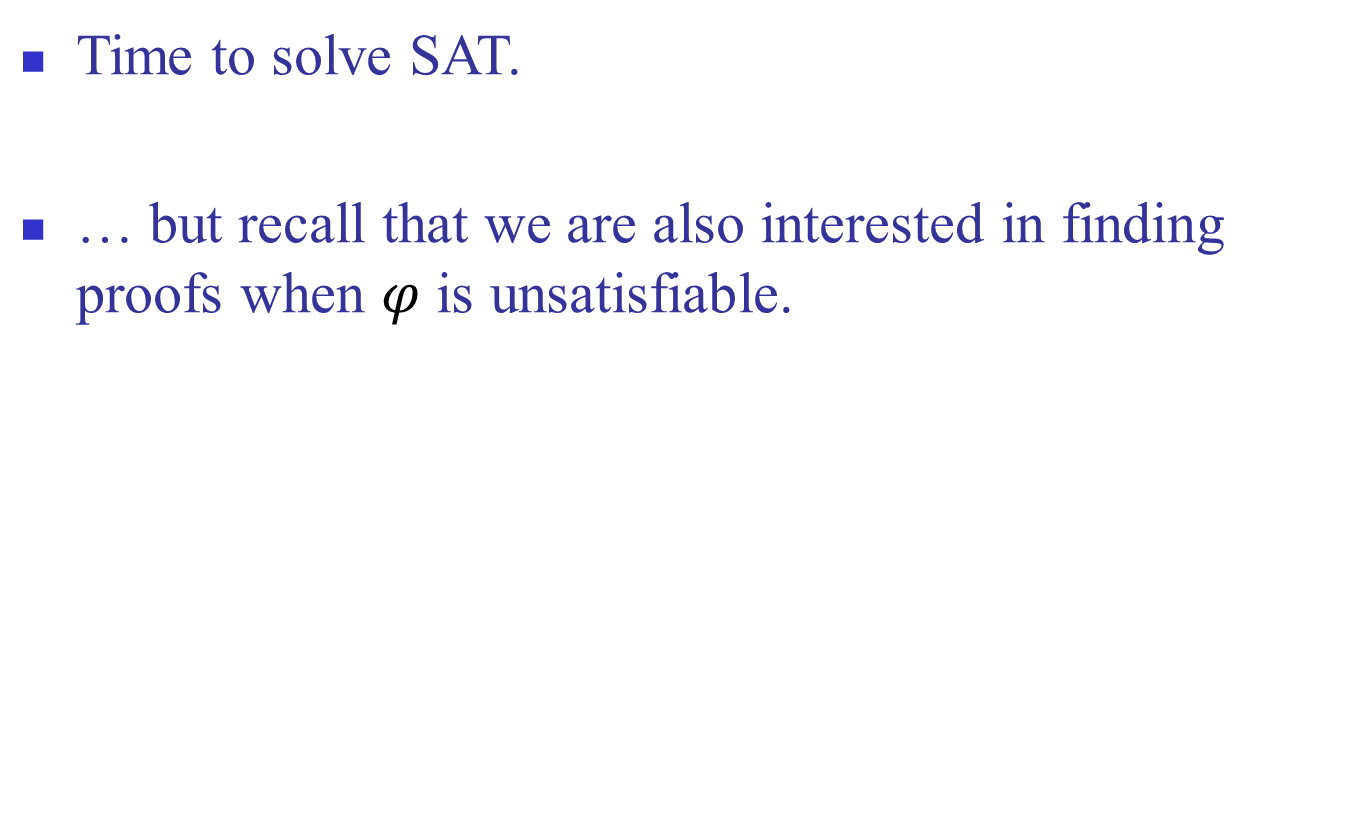 Time to solve SAT.
… but recall that we are also interested in finding
proofs when φ is unsatisfiable.